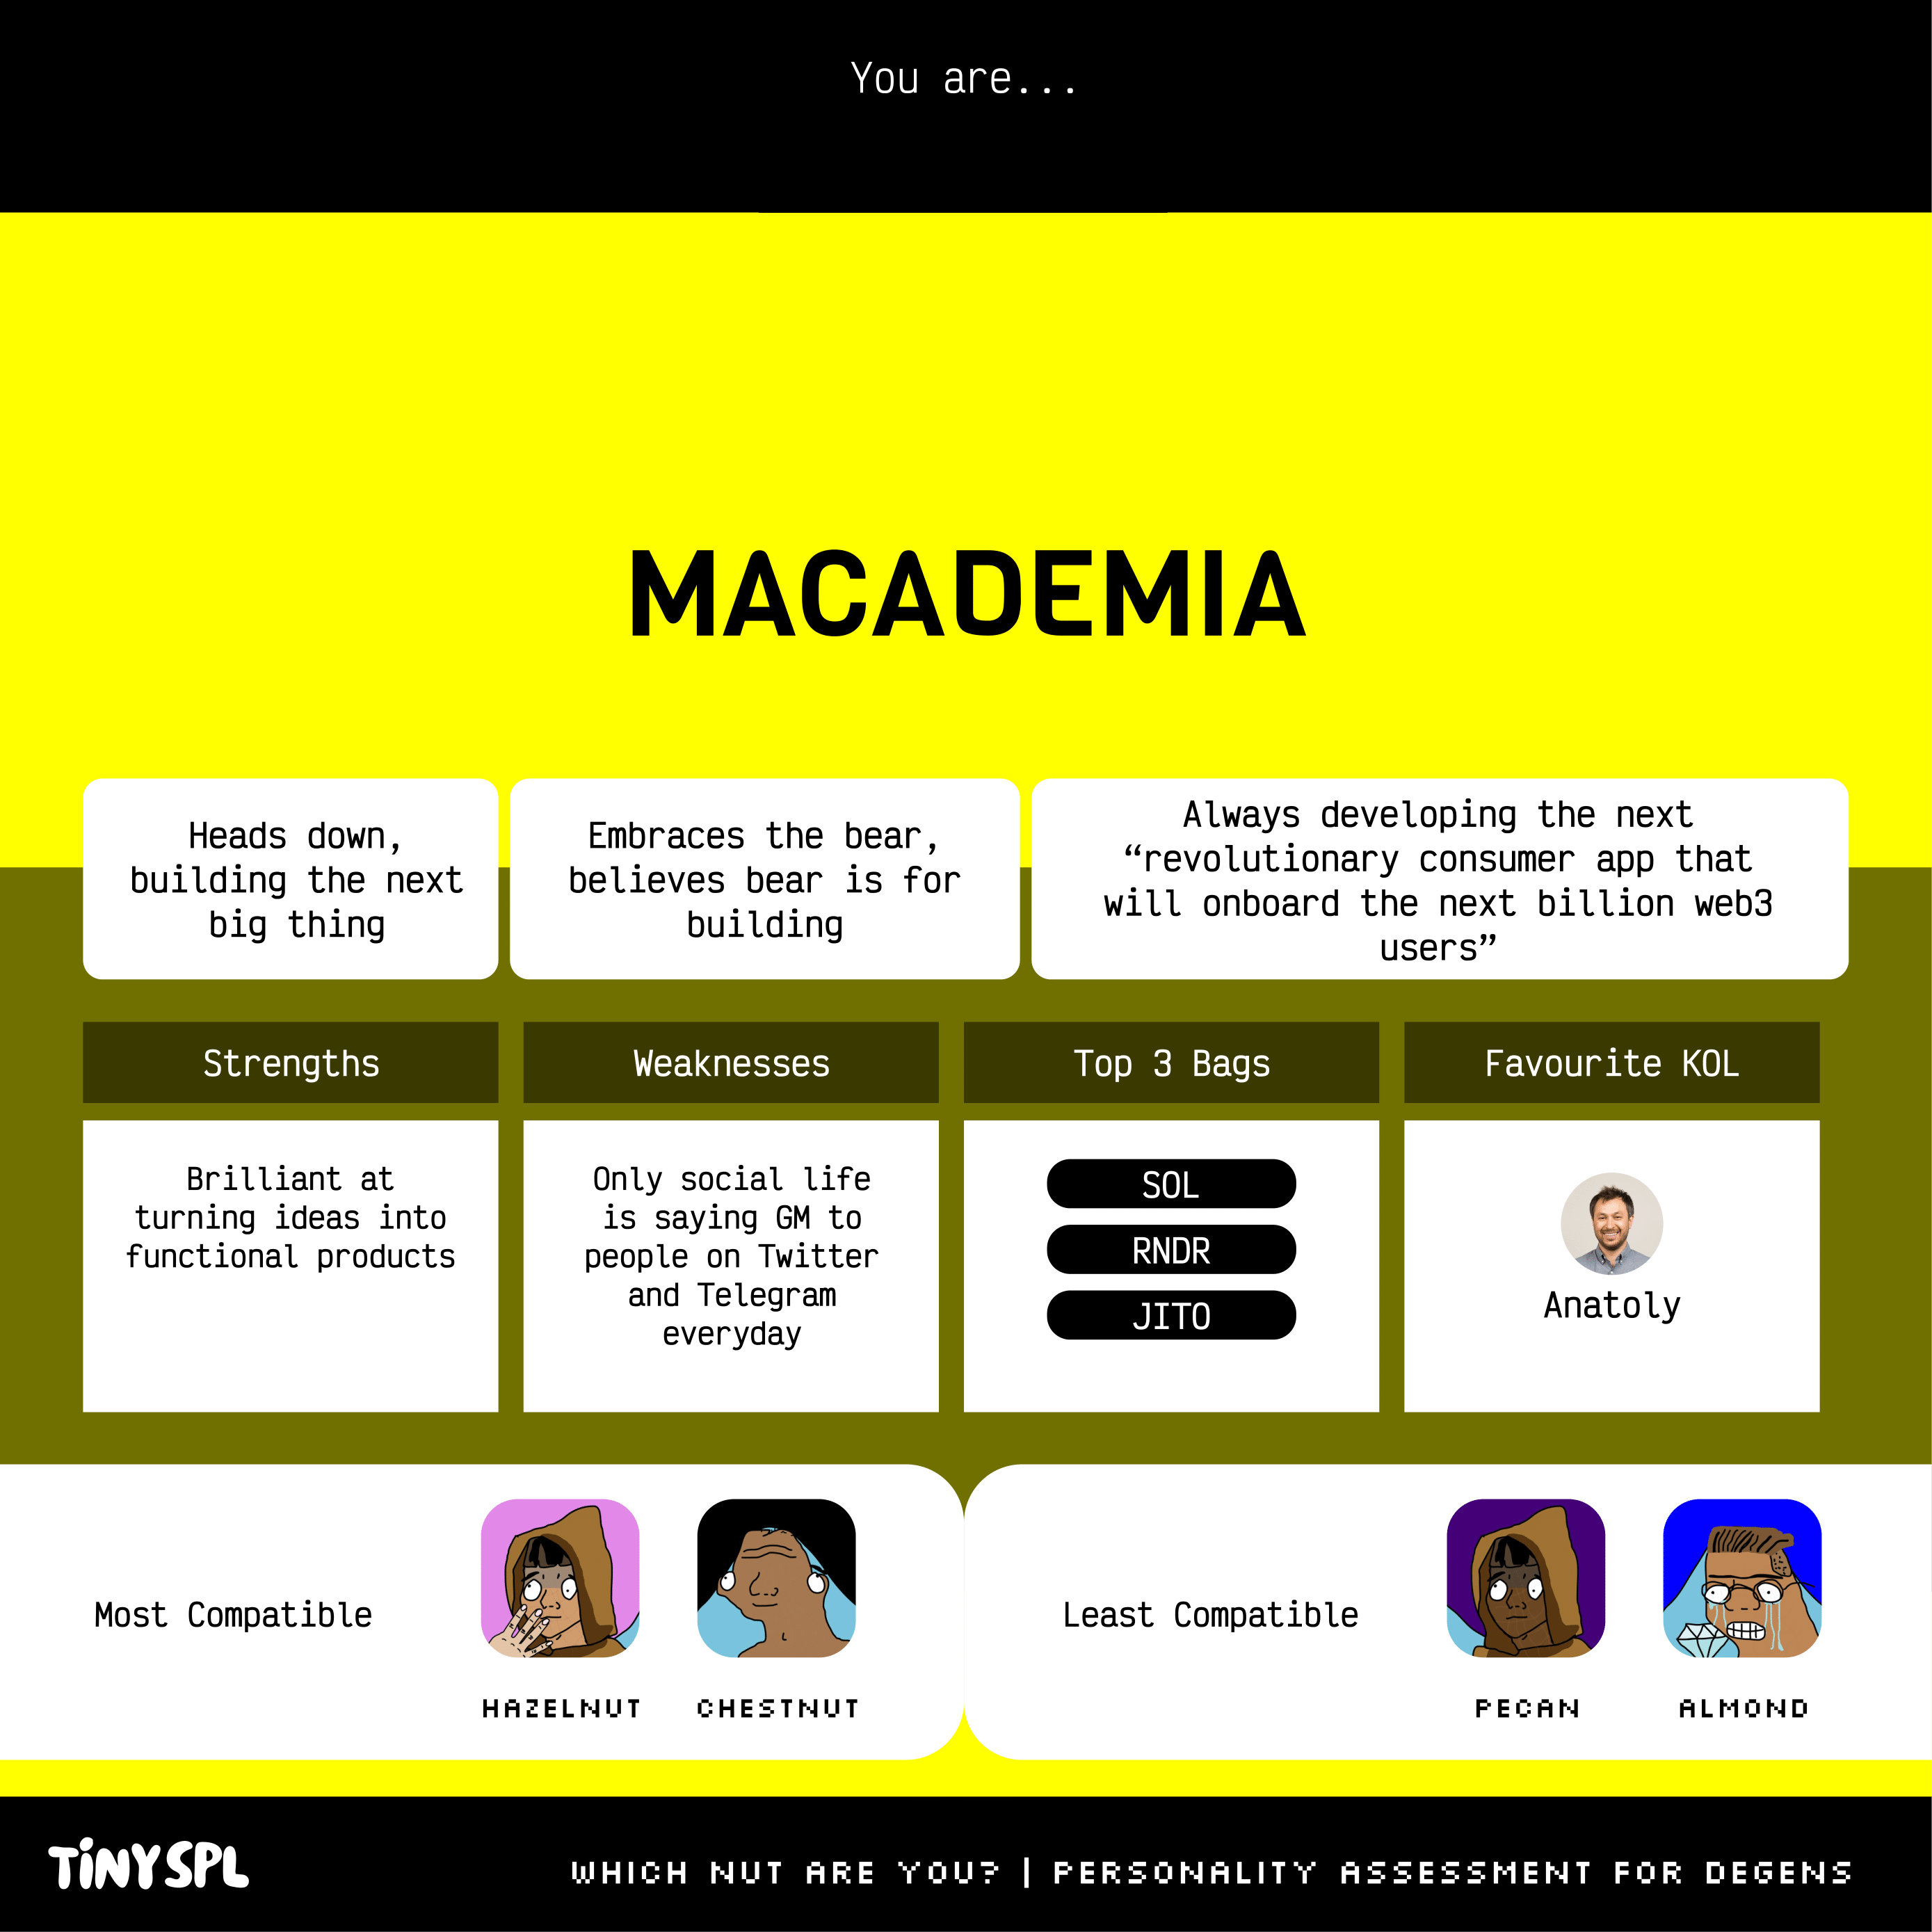 You are...
MACADEMIA
Heads down,
building the next
big thing
Embraces the bear,
believes bear is for
building
Always developing the next
“revolutionary consumer app that
will onboard the next billion web3
users”
Strengths
Brilliant at
turning ideas into
functional products
Weaknesses
Only social life
is saying GM to
people on Twitter
and Telegram
everyday
Top 3 Bags
SOL
RNDR
JITO
Favourite KOL
Anatoly
Most Compatible
HAZELNUT
CHESTNUT
Least Compatible
PECAN
ALMOND
TiNYSPL
WHICH NUT ARE YOU? | PERSONALITY ASSESSMENT FOR DEGENS